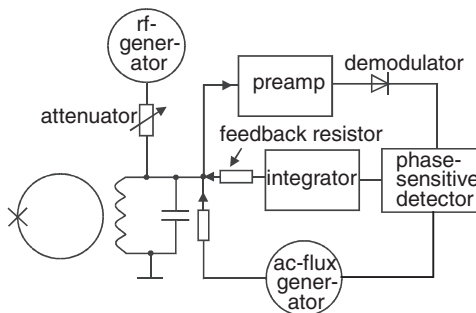 rf-
gener-
ator
attenuator
preamp
demodulator
feedback resistor
integrator
phase-
sensitive
detector
ac-flux
gener-
ator